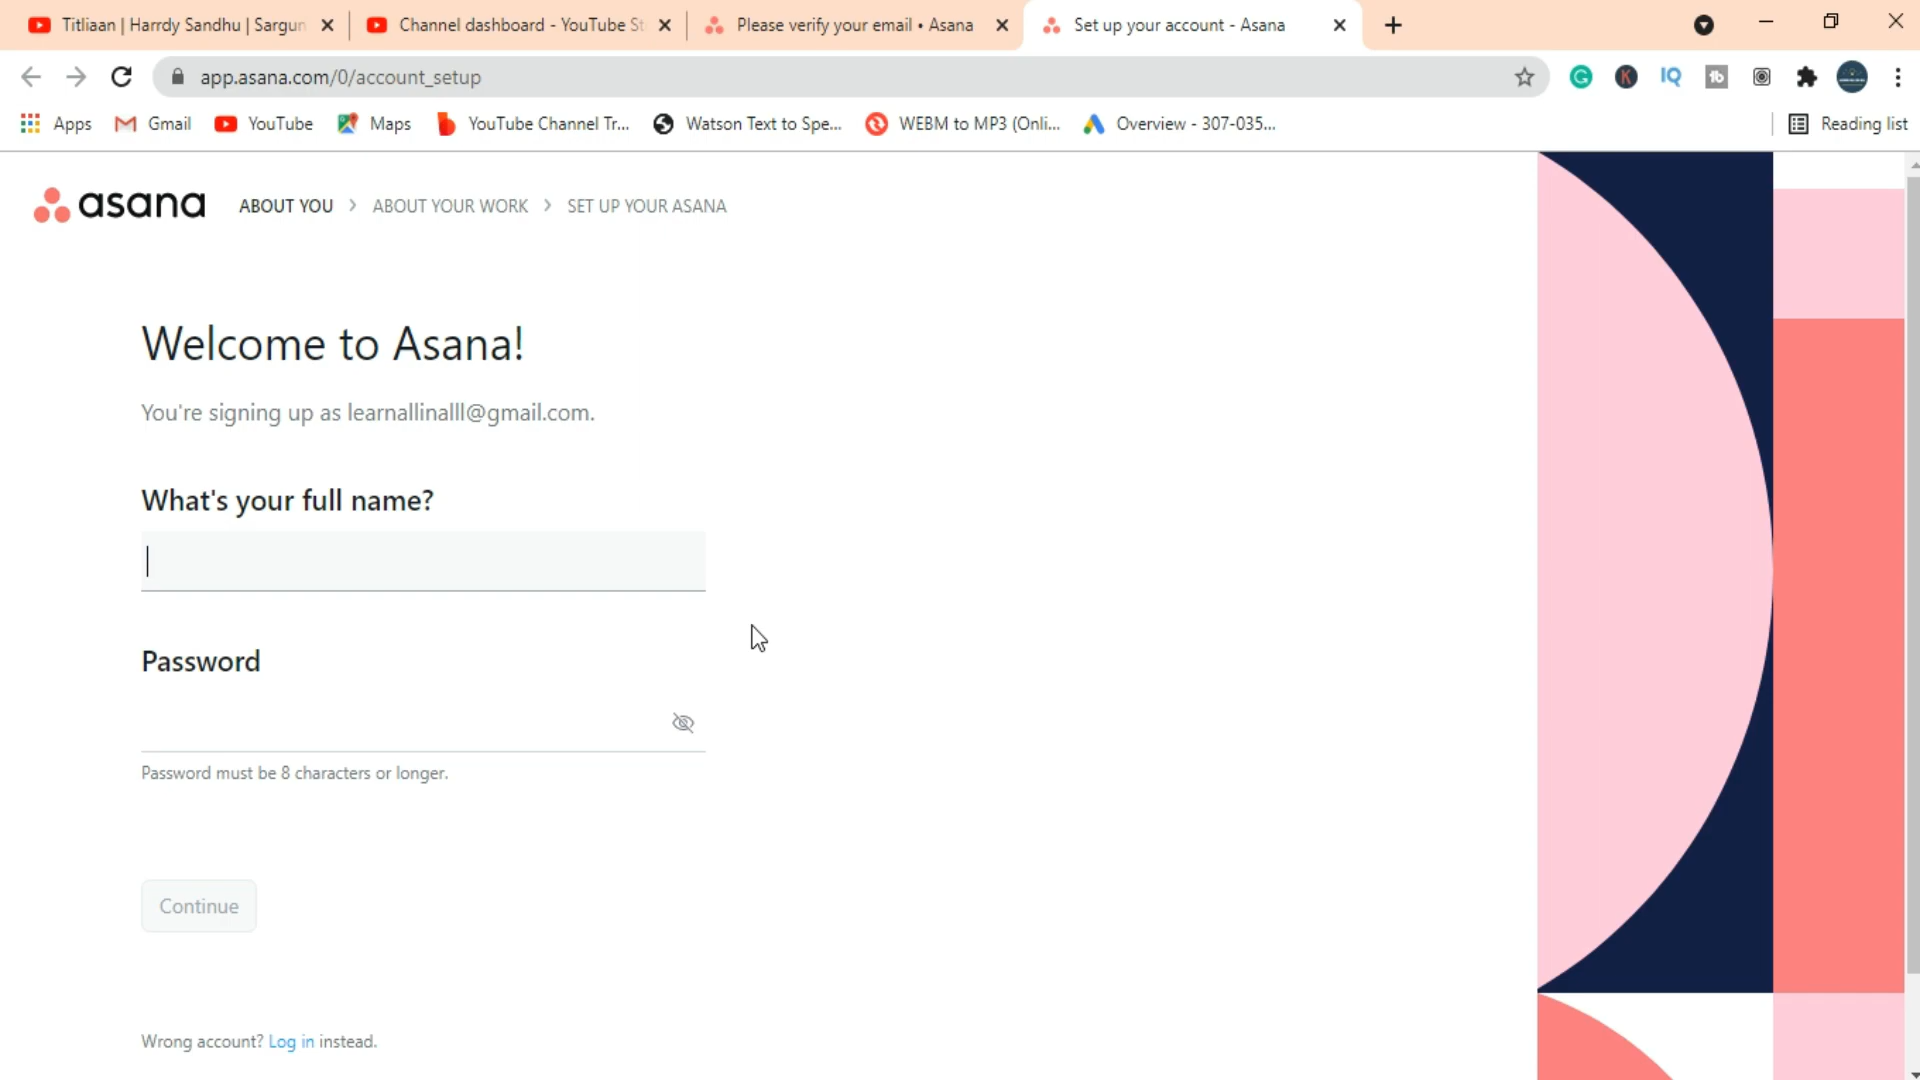 Titliaan | Harrdy Sandhu | Sargun
Channel dashboard - YouTube St
Please verify your email • Asana
Set up your account - Asana
app.asana.com/0/account_setup
G
K
IQ
tb
Apps
Gmail
YouTube
Maps
YouTube Channel Tr...
Watson Text to Spe...
WEBM to MP3 (Onli...
Overview - 307-035...
Reading list
asana
ABOUT YOU > ABOUT YOUR WORK > SET UP YOUR ASANA
Welcome to Asana!
You're signing up as learnallinalll@gmail.com.
What's your full name?
Password
Password must be 8 characters or longer.
Continue
Wrong account? Log in instead.